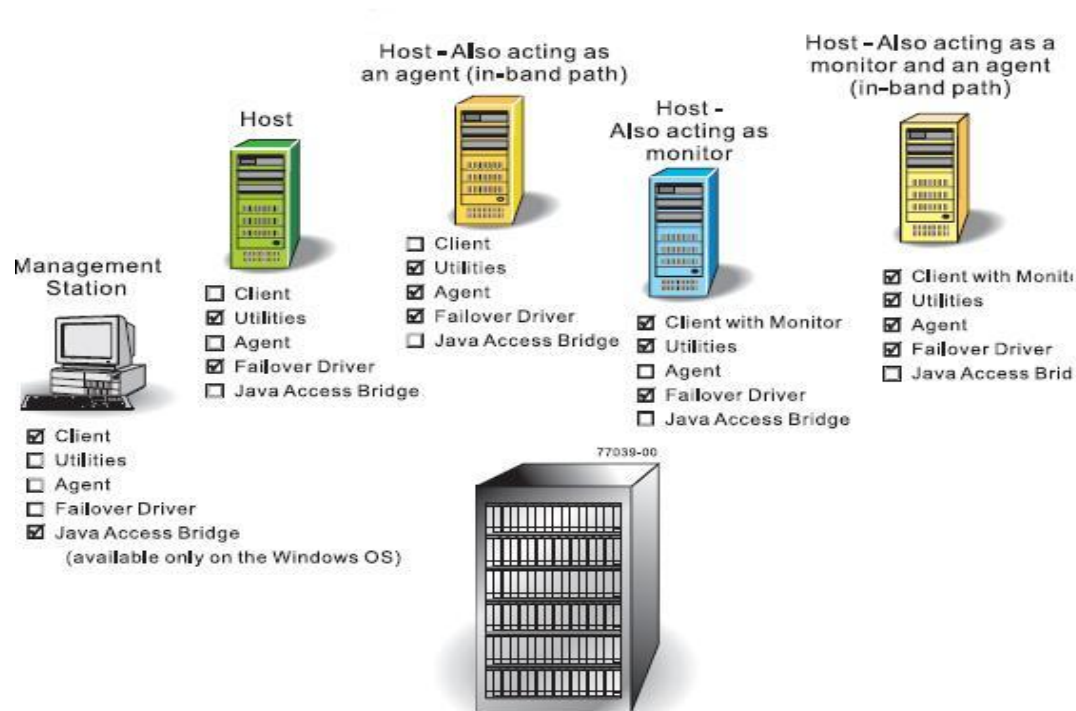 Management
Station
☑ Client
☐ Utilities
☐ Agent
☐ Failover Driver
☑ Java Access Bridge
(available only on the Windows OS)
Host
☐ Client
☑ Utilities
☐ Agent
☑ Failover Driver
☐ Java Access Bridge
Host - Also acting as
an agent (in-band path)
☐ Client
☑ Utilities
☑ Agent
☑ Failover Driver
☐ Java Access Bridge
Host -
Also acting as
monitor
☑ Client with Monitor
☑ Utilities
☐ Agent
☑ Failover Driver
☐ Java Access Bridge
Host - Also acting as a
monitor and an agent
(in-band path)
☑ Client with Monit
☑ Utilities
☑ Agent
☑ Failover Driver
☐ Java Access Brid
77039-00